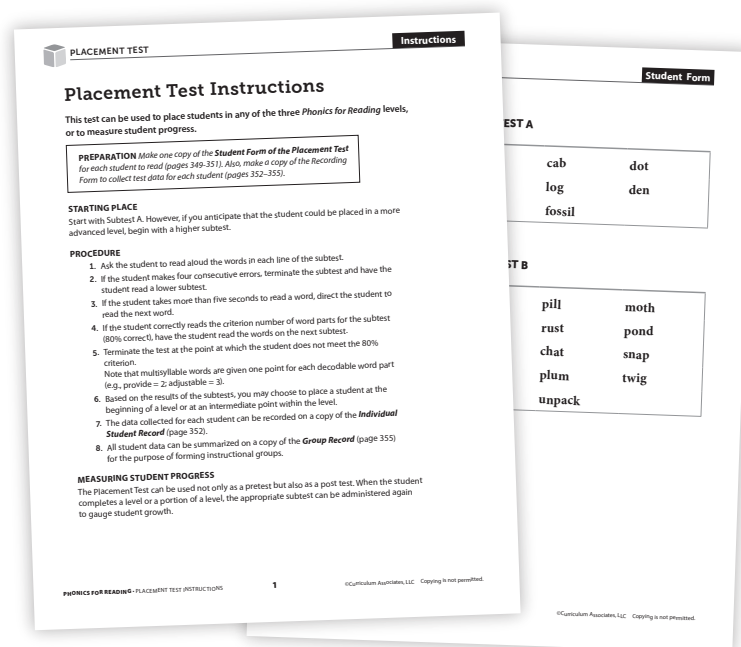 PLACEMENT TEST
Instructions
Placement Test Instructions
This test can be used to place students in any of the three Phonics for Reading levels,
or to measure student progress.
PREPARATION Make one copy of the Student Form of the Placement Test
for each student to read (pages 349-351). Also, make a copy of the Recording
Form to collect test data for each student (pages 352–355).
STARTING PLACE
Start with Subtest A. However, if you anticipate that the student could be placed in a more
advanced level, begin with a higher subtest.
PROCEDURE
1. Ask the student to read aloud the words in each line of the subtest.
2. If the student makes four consecutive errors, terminate the subtest and have the
student read a lower subtest.
3. If the student takes more than five seconds to read a word, direct the student to
read the next word.
4. If the student correctly reads the criterion number of word parts for the subtest
(80% correct), have the student read the words on the next subtest.
5. Terminate the test at the point at which the student does not meet the 80%
criterion.
Note that multisyllable words are given one point for each decodable word part
(e.g., provide = 2; adjustable = 3).
6. Based on the results of the subtests, you may choose to place a student at the
beginning of a level or at an intermediate point within the level.
7. The data collected for each student can be recorded on a copy of the Individual
Student Record (page 352).
8. All student data can be summarized on a copy of the Group Record (page 355)
for the purpose of forming instructional groups.
MEASURING STUDENT PROGRESS
The Placement Test can be used not only as a pretest but also as a post test. When the student
completes a level or a portion of a level, the appropriate subtest can be administered again
to gauge student growth.
PHONICS FOR READING • PLACEMENT TEST INSTRUCTIONS
1
©Curriculum Associates, LLC Copying is not permitted.
Student Form
EST A
cab dot
log den
fossil
ST B
pill moth
rust pond
chat snap
plum twig
unpack
©Curriculum Associates, LLC Copying is not permitted.